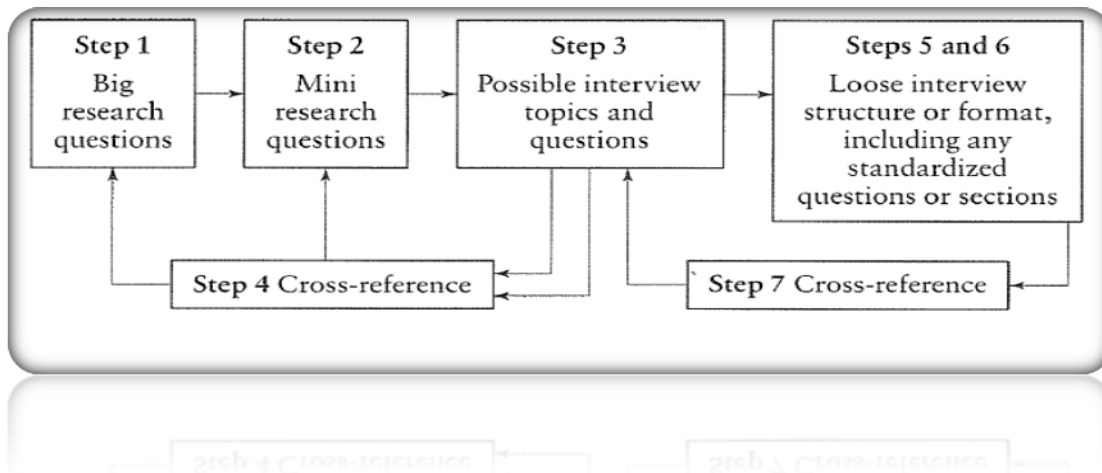 Step 1
Big
research
questions
Step 2
Mini
research
questions
Step 3
Possible interview
topics and
questions
Steps 5 and 6
Loose interview
structure or format,
including any
standardized
questions or sections
Step 4 Cross-reference
Step 7 Cross-reference